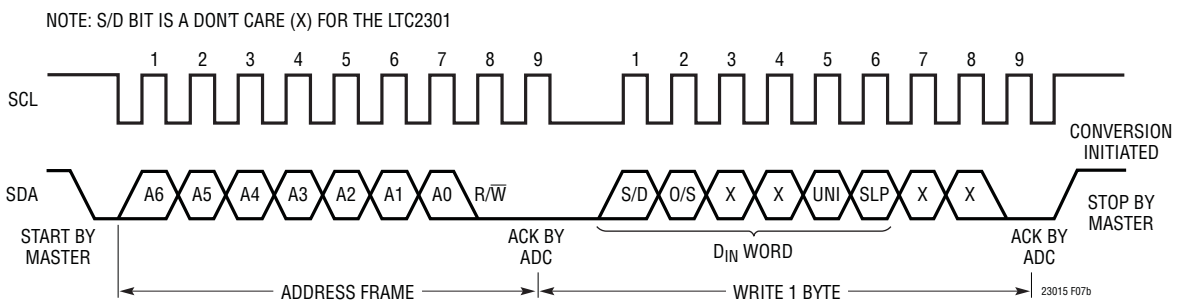 NOTE: S/D BIT IS A DON'T CARE (X) FOR THE LTC2301
1 2 3 4 5 6 7 8 9 1 2 3 4 5 6 7 8 9
SCL
CONVERSION
INITIATED
SDA
A6 A5 A4 A3 A2 A1 A0 R/W̅ S/D O/S X X UNI SLP X X
START BY
MASTER
ACK BY
ADC
DIN WORD
ACK BY
ADC
STOP BY
MASTER
ADDRESS FRAME
WRITE 1 BYTE
23015 F07b